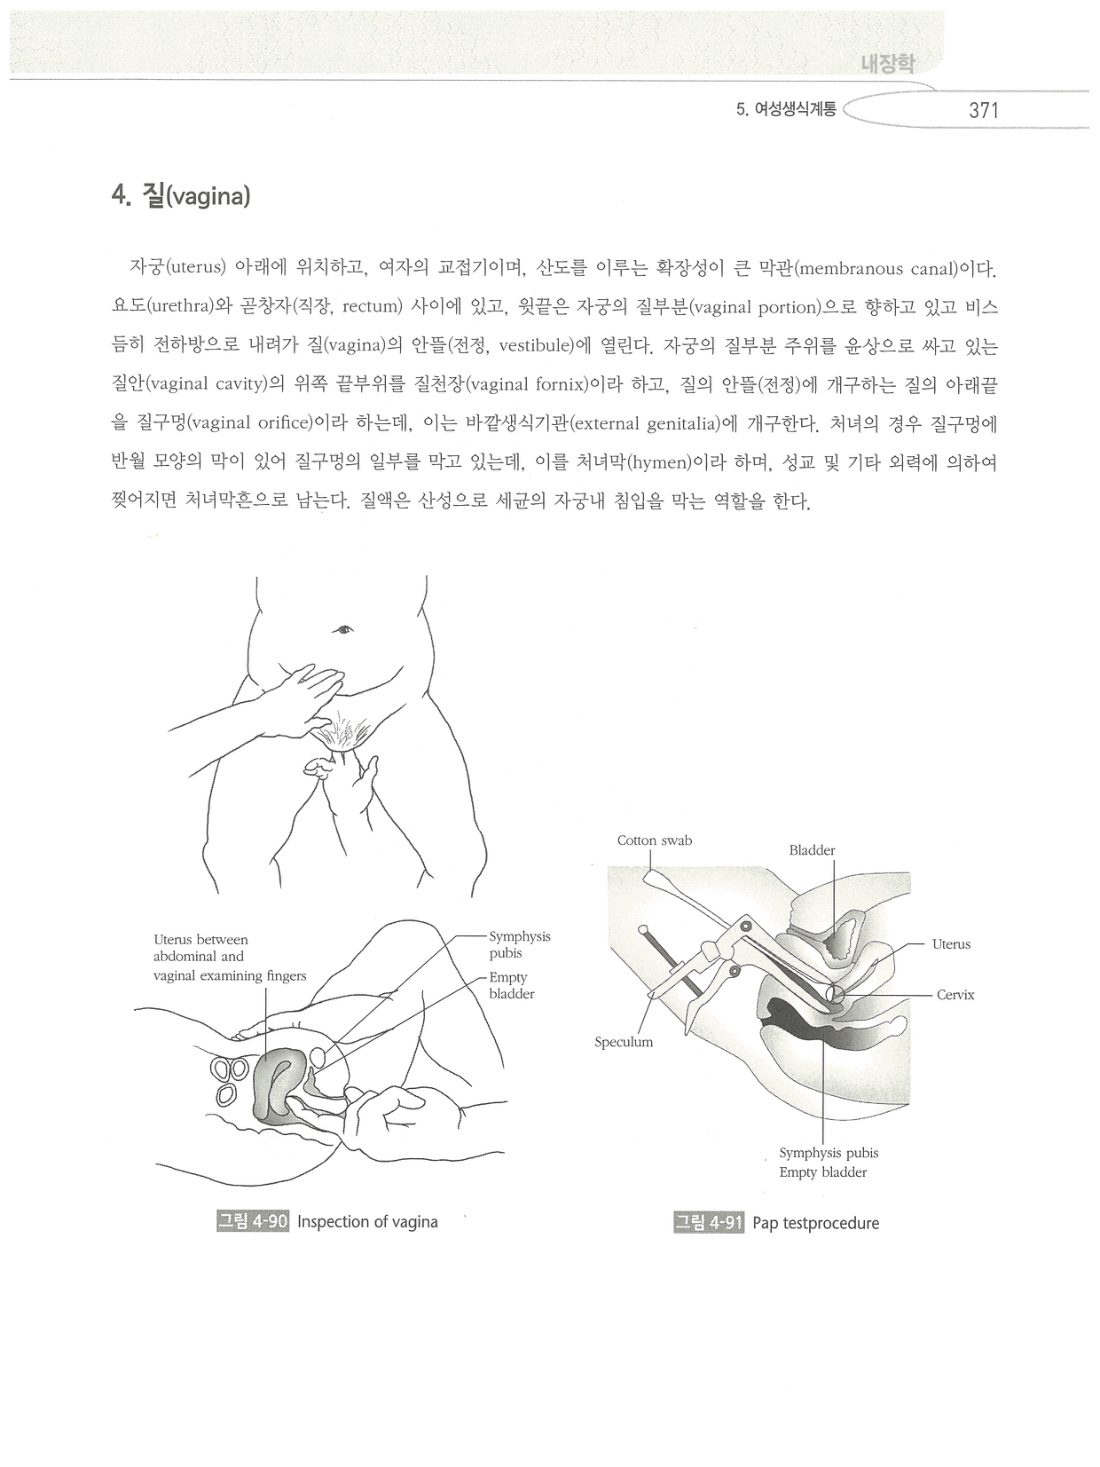 내장학
5. 여성생식계통
371
4. 질(vagina)
자궁(uterus) 아래에 위치하고, 여자의 교접기이며, 산도를 이루는 확장성이 큰 막관(membranous canal)이다.
요도(urethra)와 곧창자(직장, rectum) 사이에 있고, 윗끝은 자궁의 질부분(vaginal portion)으로 향하고 있고 비스
듬히 전하방으로 내려가 질(vagina)의 안뜰(전정, vestibule)에 열린다. 자궁의 질부분 주위를 윤상으로 싸고 있는
질안(vaginal cavity)의 위쪽 끝부위를 질천장(vaginal fornix)이라 하고, 질의 안뜰(전정)에 개구하는 질의 아래끝
을 질구멍(vaginal orifice)이라 하는데, 이는 바깥생식기관(external genitalia)에 개구한다. 처녀의 경우 질구멍에
반월 모양의 막이 있어 질구멍의 일부를 막고 있는데, 이를 처녀막(hymen)이라 하며, 성교 및 기타 외력에 의하여
찢어지면 처녀막흔으로 남는다. 질액은 산성으로 세균의 자궁내 침입을 막는 역할을 한다.
Uterus between
abdominal and
vaginal examining fingers
Symphysis
pubis
Empty
bladder
그림 4-90 Inspection of vagina
Cotton swab
Bladder
Uterus
Cervix
Speculum
Symphysis pubis
Empty bladder
그림 4-91 Pap testprocedure